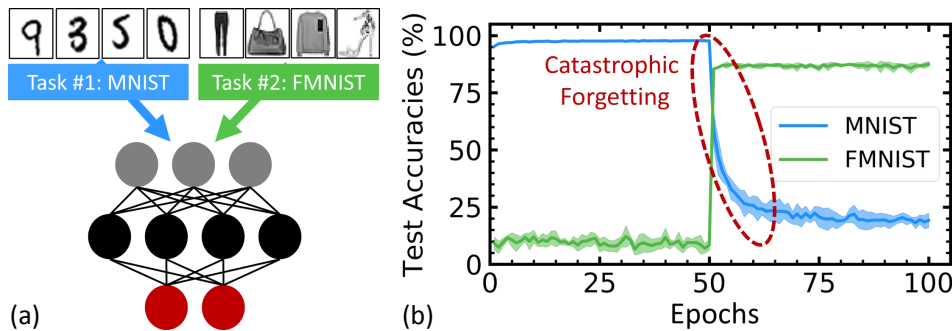 9 3 5 0
Task #1: MNIST
Task #2: FMNIST
(a)
Test Accuracies (%)
100
75
50
25
0
Catastrophic
Forgetting
MNIST
FMNIST
0 25 50 75 100
Epochs
(b)